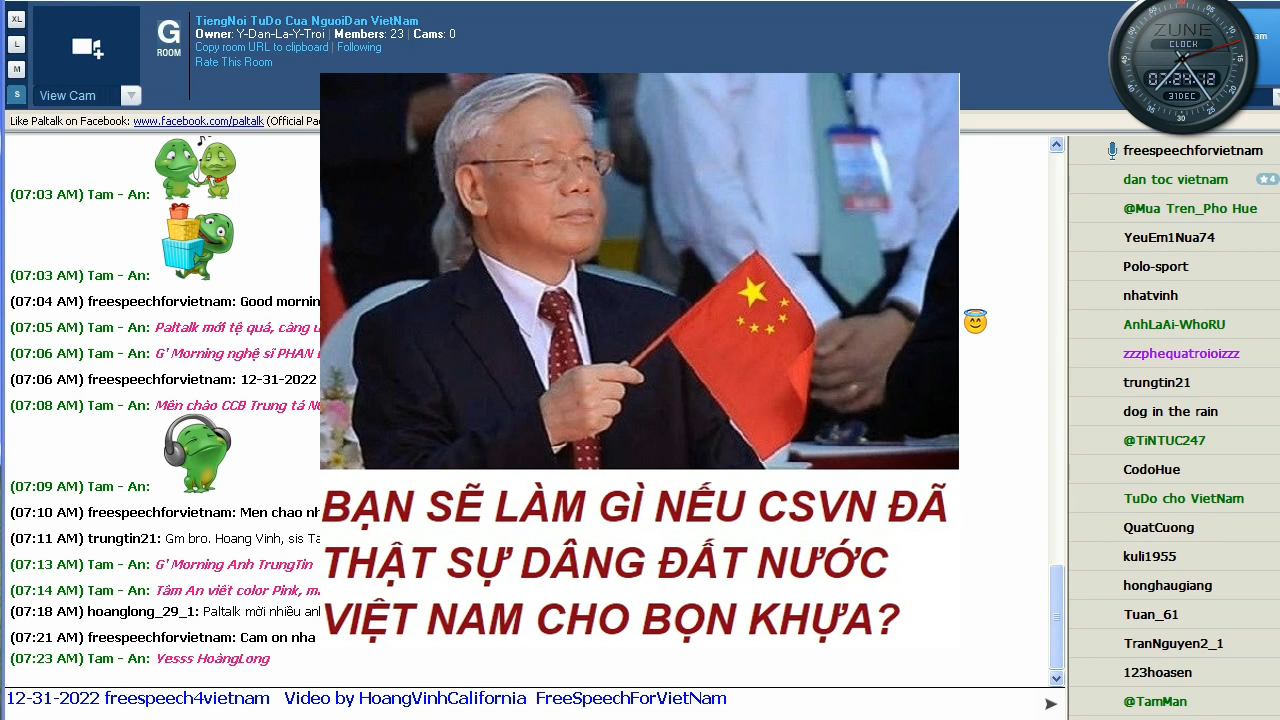 XL
L
M
S
View Cam
G
ROOM
TiengNoi TuDo Cua NguoiDan VietNam
Owner: Y-Dan-La-Y-Troi | Members: 23 | Cams: 0
Copy room URL to clipboard | Following
Rate This Room
ZUNE
CLOCK
31DEC
Like Paltalk on Facebook: www.facebook.com/paltalk (Official
(07:03 AM) Tam - An:
(07:03 AM) Tam - An:
(07:04 AM) freespeechforvietnam: Good
(07:05 AM) Tam - An: Paltalk mới tệ quá, càng
(07:06 AM) Tam - An: G' Morning nghệ sĩ PHAN
(07:06 AM) freespeechforvietnam: 12-31-2022
(07:08 AM) Tam - An: Mến chào CCB Trung tá
(07:09 AM) Tam - An:
(07:10 AM) freespeechforvietnam: Men chao
(07:11 AM) trungtin21: Gm bro. Hoang Vinh, sis
(07:13 AM) Tam - An: G' Morning Anh TrungTin
(07:14 AM) Tam - An: Tâm An viết color Pink,
(07:18 AM) hoanglong_29_1: Paltalk mời nhiều
(07:21 AM) freespeechforvietnam: Cam on nha
(07:23 AM) Tam - An: Yesss HoàngLong
BẠN SẼ LÀM GÌ NẾU CSVN ĐÃ
THẬT SỰ DÂNG ĐẤT NƯỚC
VIỆT NAM CHO BỌN KHỰA?
12-31-2022 freespeech4vietnam Video by HoangVinhCalifornia FreeSpeechForVietNam
freespeechforvietnam
dan toc vietnam
4
@Mua Tren_Pho Hue
YeuEm1Nua74
Polo-sport
nhatvinh
AnhLaAi-WhoRU
zzzphequatroioizzz
trungtin21
dog in the rain
@TiNTUC247
CodoHue
TuDo cho VietNam
QuatCuong
kuli1955
honghaugiang
Tuan_61
TranNguyen2_1
123hoasen
@TamMan